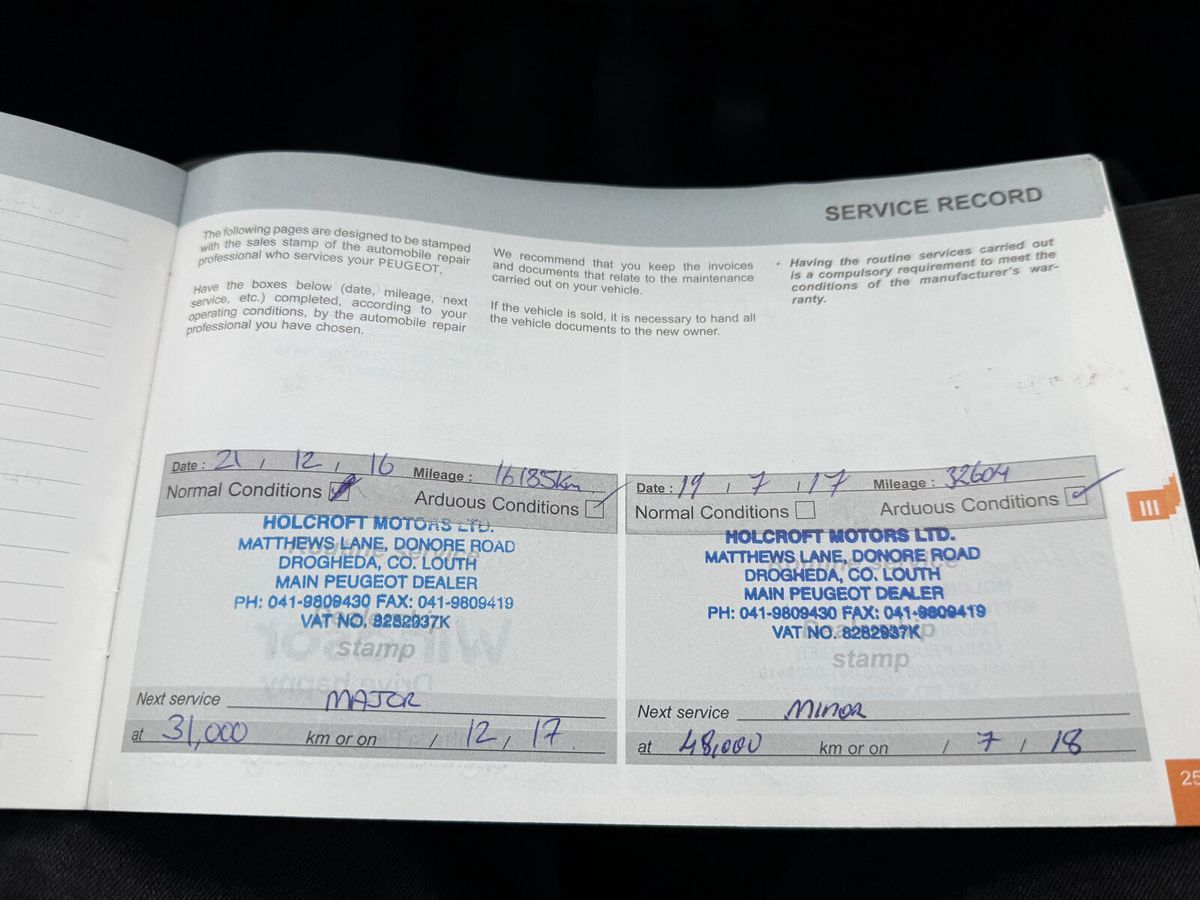 SERVICE RECORD
The following pages are designed to be stamped
with the sales stamp of the automobile repair
professional who services your PEUGEOT.
Have the boxes below (date, mileage, next
service, etc.) completed, according to your
operating conditions, by the automobile repair
professional you have chosen.
We recommend that you keep the invoices
and documents that relate to the maintenance
carried out on your vehicle.
If the vehicle is sold, it is necessary to hand all
the vehicle documents to the new owner.
• Having the routine services carried out
is a compulsory requirement to meet the
conditions of the manufacturer's war-
ranty.
Date : 21 / 12 / 16 Mileage : 16185km
Normal Conditions Arduous Conditions
HOLCROFT MOTORS LTD.
MATTHEWS LANE, DONORE ROAD
Routine service
DROGHEDA, CO. LOUTH
MAIN PEUGEOT DEALER
PH: 041-9809430 FAX: 041-9809419
Dealership
VAT NO. 8282937K
stamp
Next service MAJOR
at 31,000 km or on / 12 / 17
Date : 19 / 7 / 17 Mileage : 32604
Normal Conditions Arduous Conditions
HOLCROFT MOTORS LTD.
MATTHEWS LANE, DONORE ROAD
Routine service
DROGHEDA, CO. LOUTH
MAIN PEUGEOT DEALER
PH: 041-9809430 FAX: 041-9809419
Dealership
VAT NO. 8282937K
stamp
Next service MINOR
at 48,000 km or on / 7 / 18
III
25